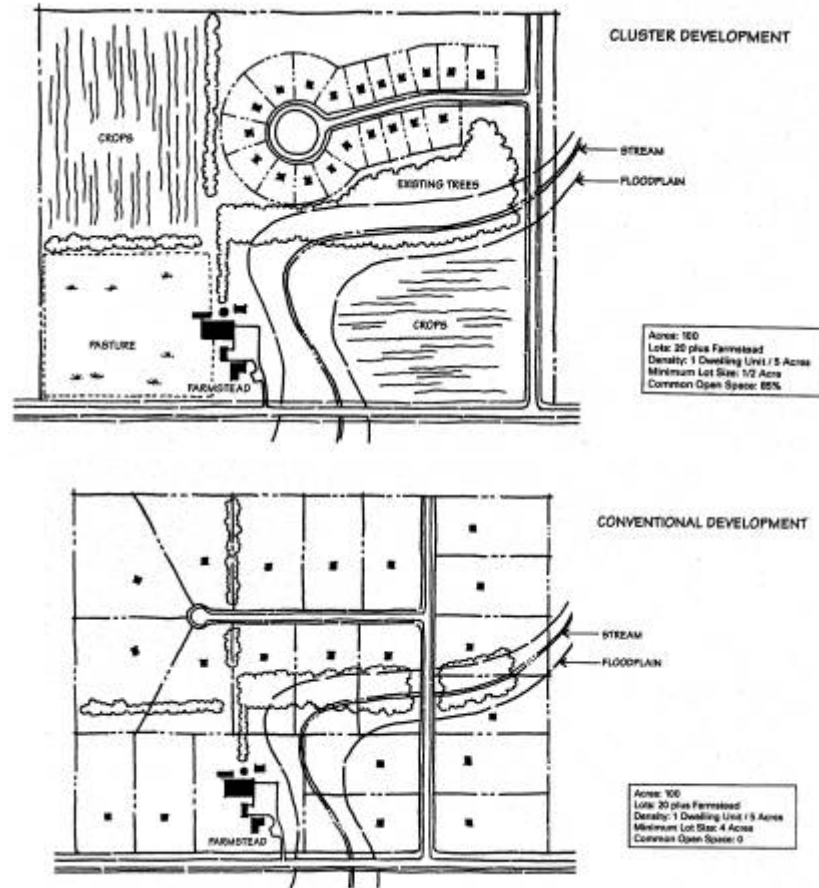 CLUSTER DEVELOPMENT
CROPS
STREAM
EXISTING TREES
FLOODPLAIN
CROPS
PASTURE
FARMSTEAD
Acres: 100
Lots: 20 plus Farmstead
Density: 1 Dwelling Unit / 5 Acres
Minimum Lot Size: 1/2 Acre
Common Open Space: 85%
CONVENTIONAL DEVELOPMENT
STREAM
FLOODPLAIN
FARMSTEAD
Acres: 100
Lots: 20 plus Farmstead
Density: 1 Dwelling Unit / 5 Acres
Minimum Lot Size: 4 Acres
Common Open Space: 0